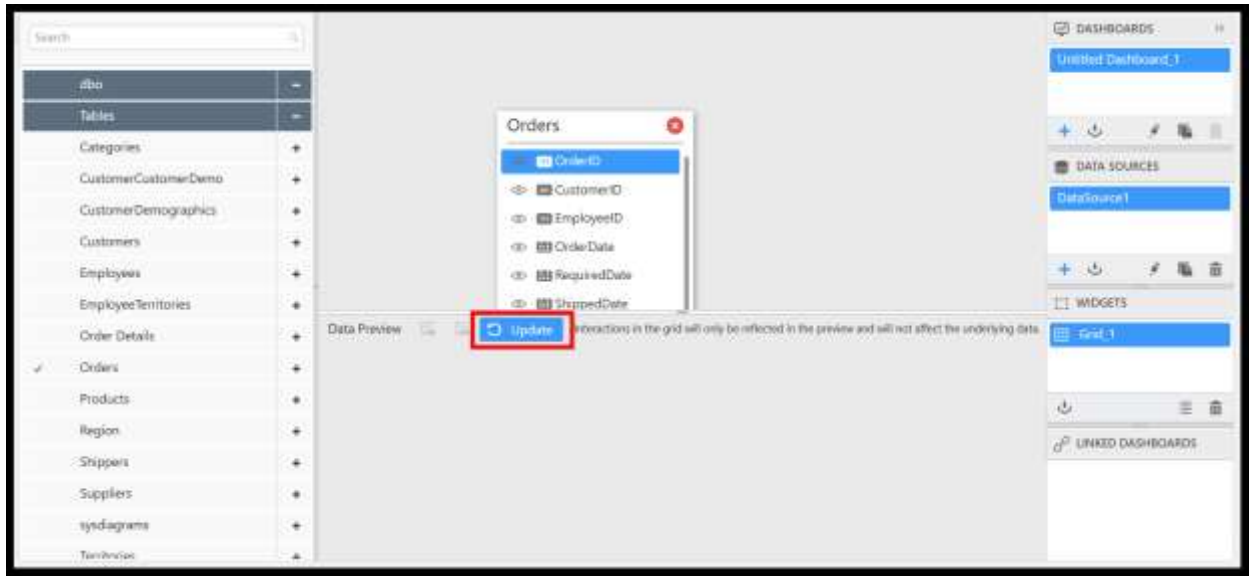 Search
dbo
Tables
Categories
CustomerCustomerDemo
CustomerDemographics
Customers
Employees
EmployeeTerritories
Order Details
Orders
Products
Region
Shippers
Suppliers
sysdiagrams
Territories
Orders
OrderID
CustomerID
EmployeeID
OrderDate
RequiredDate
ShippedDate
Data Preview
Update
Interactions in the grid will only be reflected in the preview and will not affect the underlying data.
DASHBOARDS
Untitled Dashboard_1
DATA SOURCES
DataSource1
WIDGETS
Grid_1
LINKED DASHBOARDS